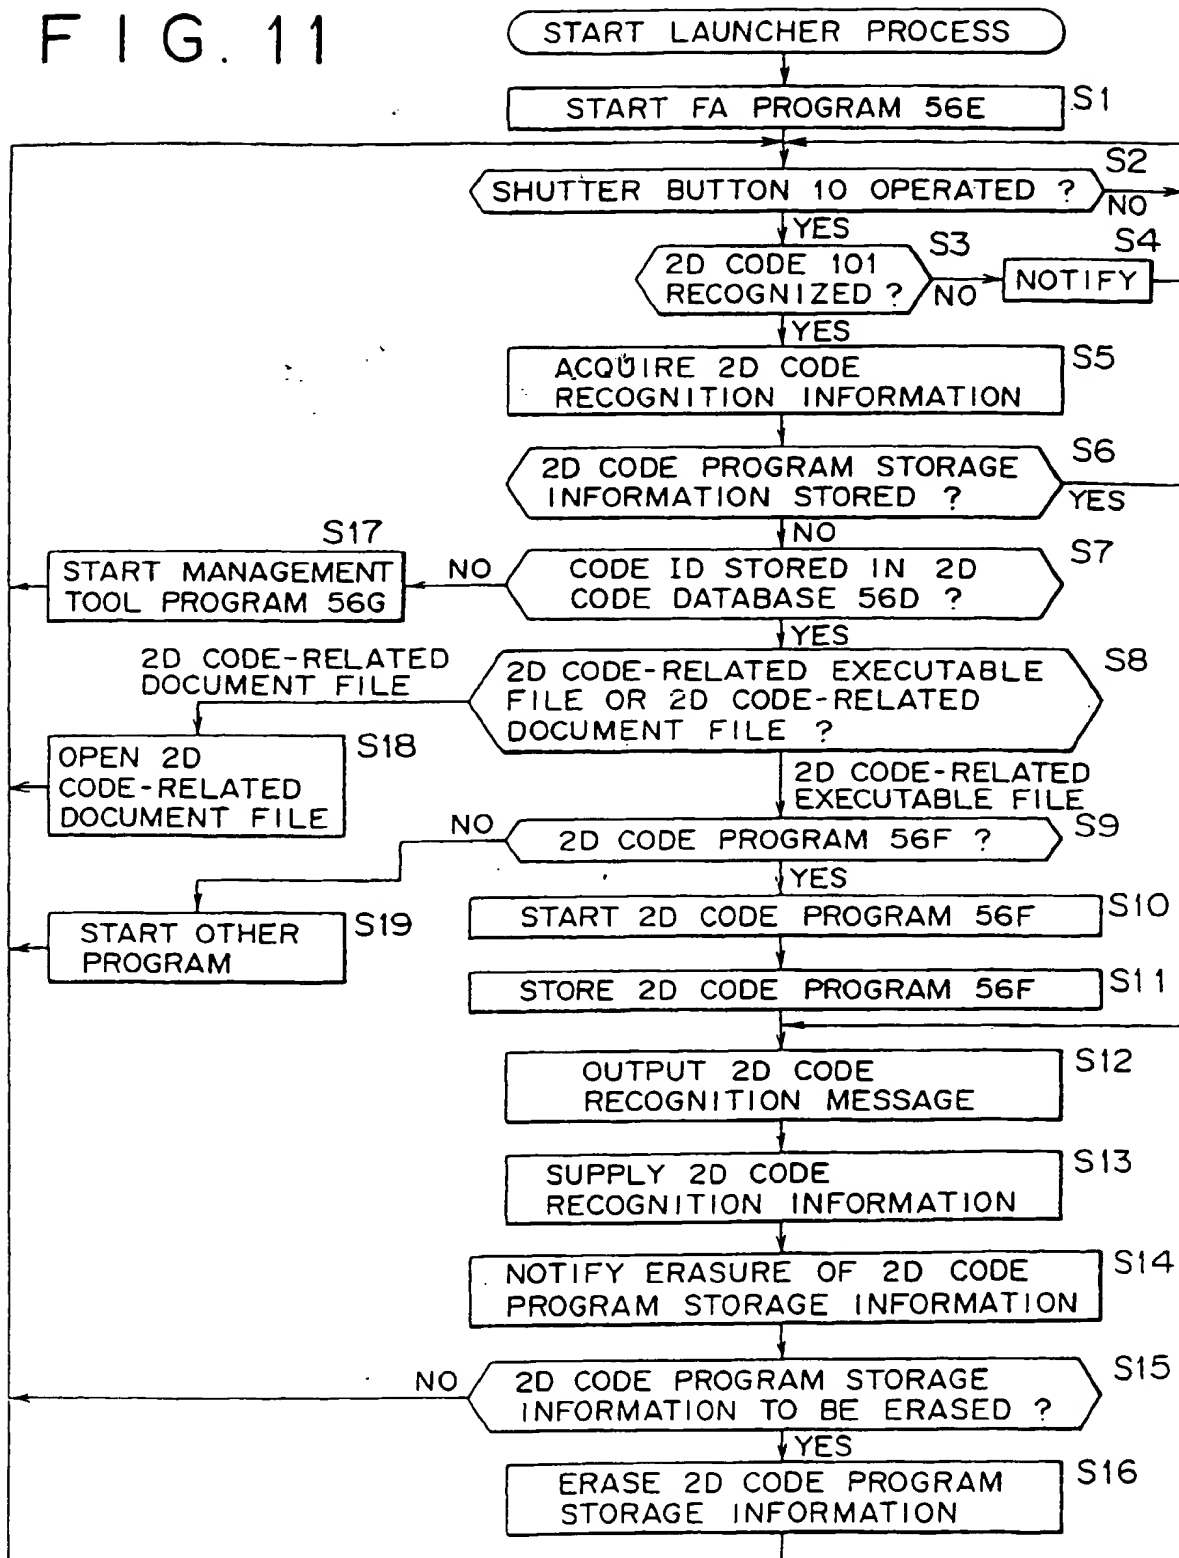 FIG. 11
START LAUNCHER PROCESS
START FA PROGRAM 56E
S1
SHUTTER BUTTON 10 OPERATED ?
S2
NO
YES
2D CODE 101
RECOGNIZED ?
S3
NO
S4
NOTIFY
YES
ACQUIRE 2D CODE
RECOGNITION INFORMATION
S5
2D CODE PROGRAM STORAGE
INFORMATION STORED ?
S6
YES
NO
CODE ID STORED IN 2D
CODE DATABASE 56D ?
S7
NO
S17
START MANAGEMENT
TOOL PROGRAM 56G
YES
2D CODE-RELATED EXECUTABLE
FILE OR 2D CODE-RELATED
DOCUMENT FILE ?
S8
2D CODE-RELATED
DOCUMENT FILE
OPEN 2D
CODE-RELATED
DOCUMENT FILE
S18
2D CODE-RELATED
EXECUTABLE FILE
2D CODE PROGRAM 56F ?
S9
NO
START OTHER
PROGRAM
S19
YES
START 2D CODE PROGRAM 56F
S10
STORE 2D CODE PROGRAM 56F
S11
OUTPUT 2D CODE
RECOGNITION MESSAGE
S12
SUPPLY 2D CODE
RECOGNITION INFORMATION
S13
NOTIFY ERASURE OF 2D CODE
PROGRAM STORAGE INFORMATION
S14
2D CODE PROGRAM STORAGE
INFORMATION TO BE ERASED ?
S15
NO
YES
ERASE 2D CODE PROGRAM
STORAGE INFORMATION
S16